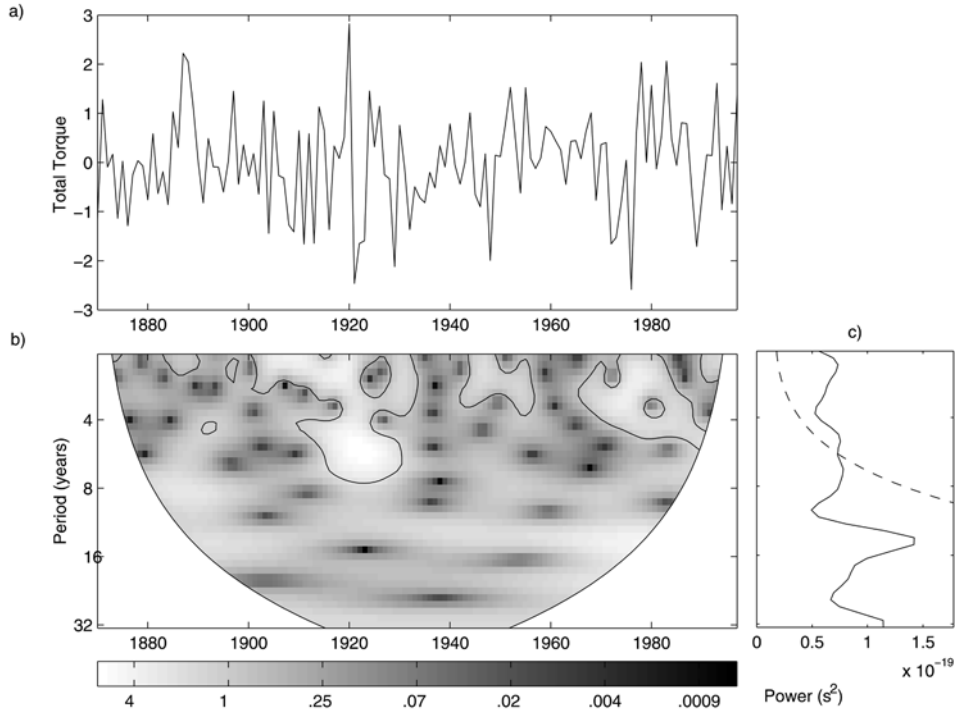 a)
3
2
1
0
−1
−2
−3
Total Torque
1880 1900 1920 1940 1960 1980
b)
c)
4
8
16
32
Period (years)
1880 1900 1920 1940 1960 1980
0 0.5 1 1.5
x 10⁻¹⁹
Power (s²)
4 1 .25 .07 .02 .004 .0009